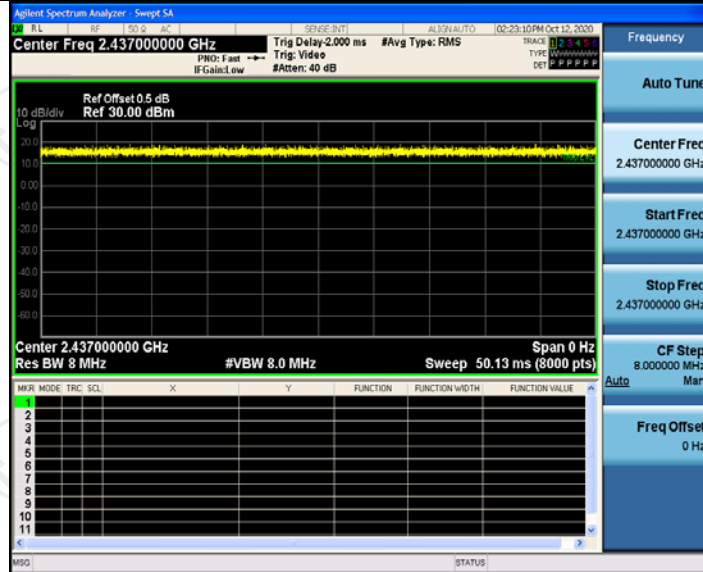 Agilent Spectrum Analyzer - Swept SA
RL RF 50 Ω AC SENSE:INT ALIGNAUTO 02:23:10 PM Oct 12, 2020
Center Freq 2.437000000 GHz
PNO: Fast
IFGain:Low
Trig Delay-2.000 ms
Trig: Video
#Atten: 40 dB
#Avg Type: RMS
TRACE 1 2 3 4 5 6
TYPE WWWWWW
DET P P P P P P
Ref Offset 0.5 dB
10 dB/div Ref 30.00 dBm
Log
20.0
10.0
0.00
-10.0
-20.0
-30.0
-40.0
-50.0
-60.0
Center 2.437000000 GHz Span 0 Hz
Res BW 8 MHz #VBW 8.0 MHz Sweep 50.13 ms (8000 pts)
MKR MODE TRC SCL X Y FUNCTION FUNCTION WIDTH FUNCTION VALUE
1
2
3
4
5
6
7
8
9
10
11
MSG STATUS
Frequency
Auto Tune
Center Freq
2.437000000 GHz
Start Freq
2.437000000 GHz
Stop Freq
2.437000000 GHz
CF Step
8.000000 MHz
Auto Man
Freq Offset
0 Hz